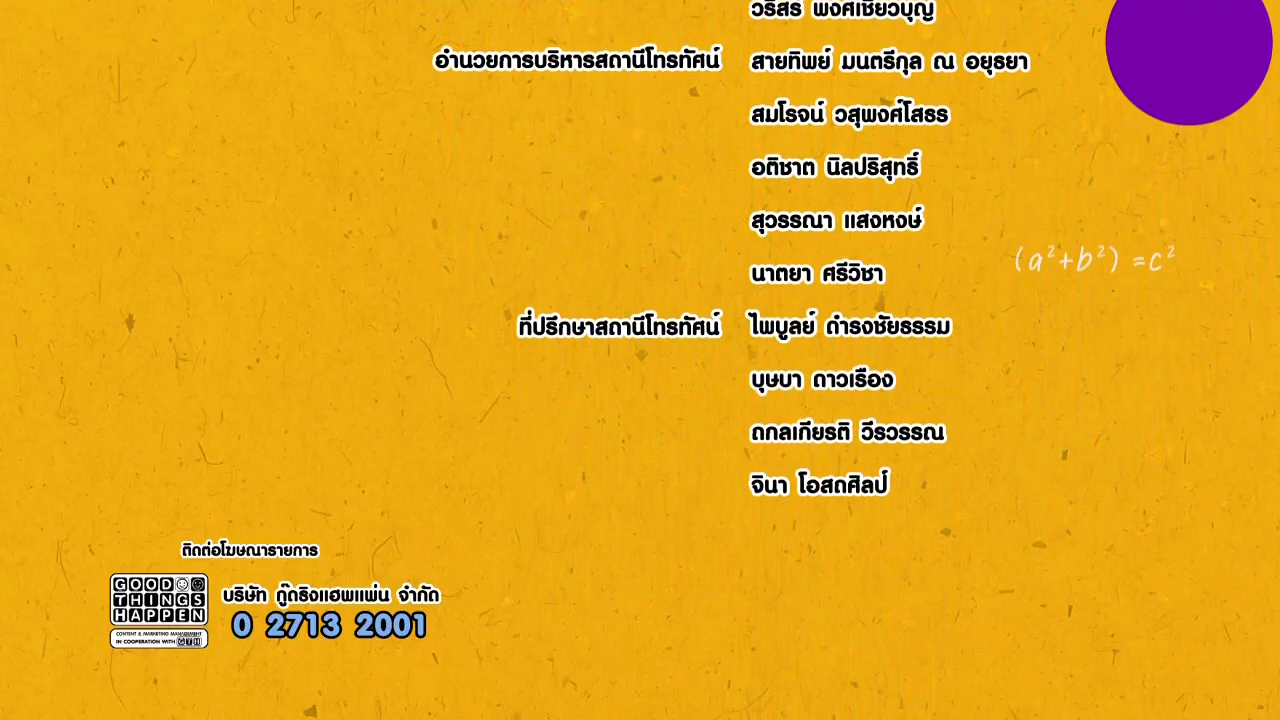 วริสร พงศ์เชี่ยวบุญ
อำนวยการบริหารสถานีโทรทัศน์ สายทิพย์ มนตรีกุล ณ อยุธยา
สมโรจน์ วสุพงศ์โสธร
อติชาต นิลปริสุทธิ์
สุวรรณา แสงหงษ์
(a²+b²) =c²
นาตยา ศรีวิชา
ที่ปรึกษาสถานีโทรทัศน์ ไพบูลย์ ดำรงชัยธรรม
บุษบา ดาวเรือง
ถกลเกียรติ วีรวรรณ
จินา โอสถศิลป์
ติดต่อโฆษณารายการ
GOOD
THINGS
HAPPEN
CONTENT & MARKETING MANAGEMENT
IN COOPERATION WITH GTH
บริษัท กู๊ดธิงแฮพแพ่น จำกัด
0 2713 2001